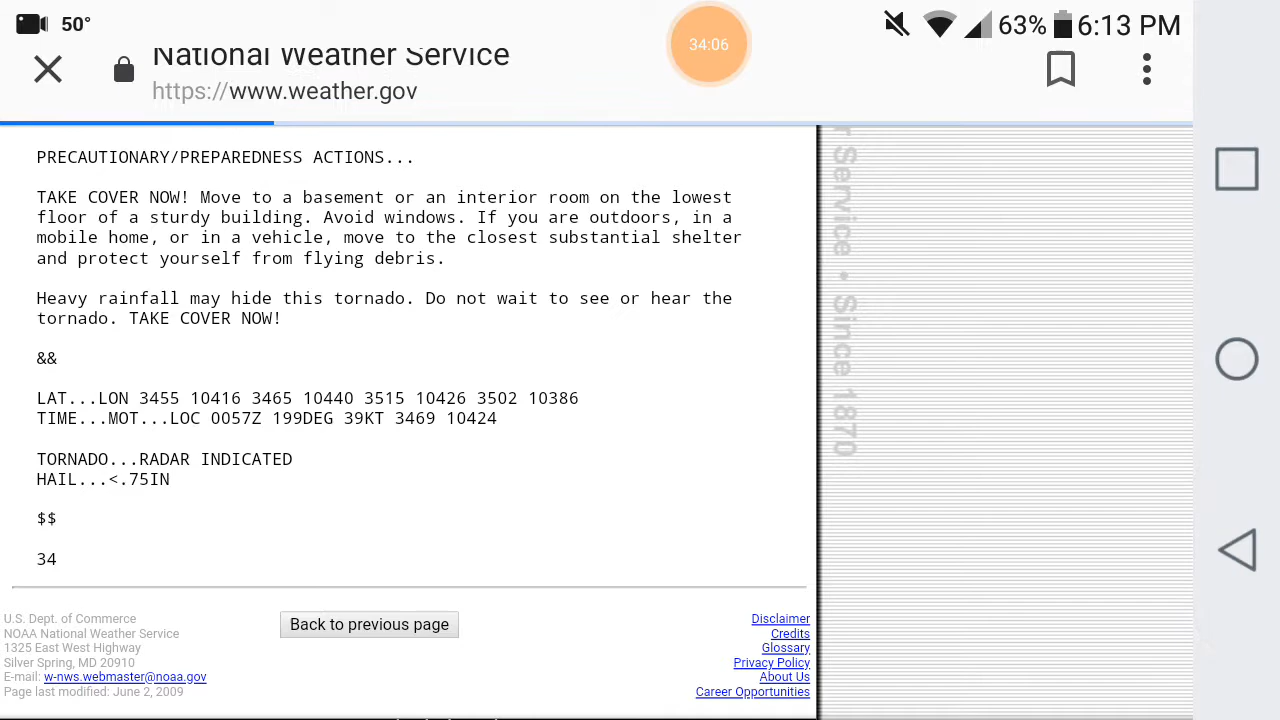 50°
34:06
63%
6:13 PM
National Weather Service
https://www.weather.gov
PRECAUTIONARY/PREPAREDNESS ACTIONS...
TAKE COVER NOW! Move to a basement or an interior room on the lowest
floor of a sturdy building. Avoid windows. If you are outdoors, in a
mobile home, or in a vehicle, move to the closest substantial shelter
and protect yourself from flying debris.
Heavy rainfall may hide this tornado. Do not wait to see or hear the
tornado. TAKE COVER NOW!
&&
LAT...LON 3455 10416 3465 10440 3515 10426 3502 10386
TIME...MOT...LOC 0057Z 199DEG 39KT 3469 10424
TORNADO...RADAR INDICATED
HAIL...<.75IN
$$
34
Service • Since 1870
U.S. Dept. of Commerce
NOAA National Weather Service
1325 East West Highway
Silver Spring, MD 20910
E-mail: w-nws.webmaster@noaa.gov
Page last modified: June 2, 2009
Back to previous page
Disclaimer
Credits
Glossary
Privacy Policy
About Us
Career Opportunities